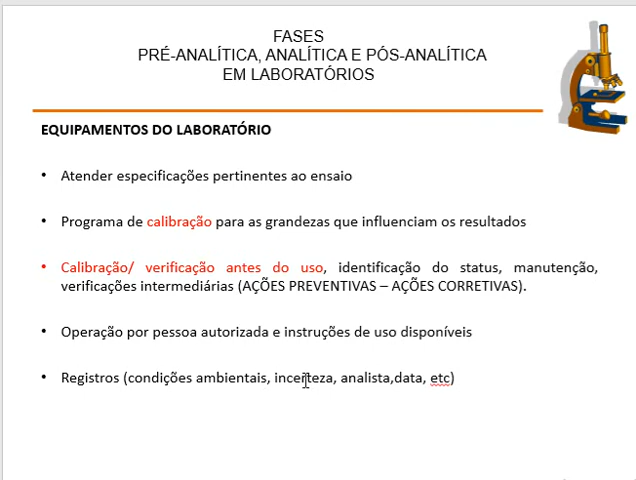 FASES
PRÉ-ANALÍTICA, ANALÍTICA E PÓS-ANALÍTICA
EM LABORATÓRIOS
EQUIPAMENTOS DO LABORATÓRIO
• Atender especificações pertinentes ao ensaio
• Programa de calibração para as grandezas que influenciam os resultados
• Calibração/ verificação antes do uso, identificação do status, manutenção,
verificações intermediárias (AÇÕES PREVENTIVAS – AÇÕES CORRETIVAS).
• Operação por pessoa autorizada e instruções de uso disponíveis
• Registros (condições ambientais, incerteza, analista,data, etc)